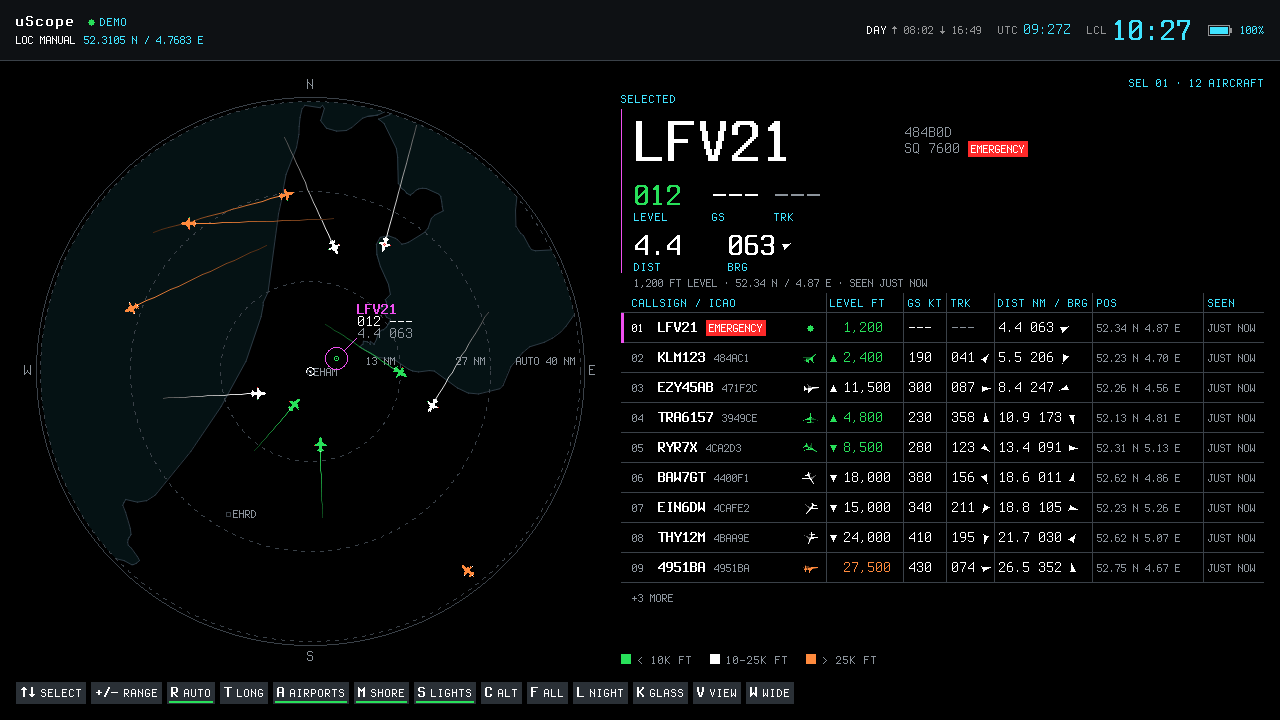 uScope DEMO
LOC MANUAL 52.3105 N / 4.7683 E
DAY ↑ 08:02 ↓ 16:49 UTC 09:27Z LCL 10:27 100%
SEL 01 · 12 AIRCRAFT
SELECTED
LFV21
484B0D
SQ 7600 EMERGENCY
012 --- ---
LEVEL GS TRK
4.4 063
DIST BRG
1,200 FT LEVEL · 52.34 N / 4.87 E · SEEN JUST NOW
CALLSIGN / ICAO LEVEL FT GS KT TRK DIST NM / BRG POS SEEN
01 LFV21 EMERGENCY 1,200 --- --- 4.4 063 52.34 N 4.87 E JUST NOW
02 KLM123 484AC1 ▲ 2,400 190 041 5.5 206 52.23 N 4.70 E JUST NOW
03 EZY45AB 471F2C ▲ 11,500 300 087 8.4 247 52.26 N 4.56 E JUST NOW
04 TRA6157 3949CE ▲ 4,800 230 358 10.9 173 52.13 N 4.81 E JUST NOW
05 RYR7X 4CA2D3 ▼ 8,500 280 123 13.4 091 52.31 N 5.13 E JUST NOW
06 BAW7GT 4400F1 ▼ 18,000 380 156 18.6 011 52.62 N 4.86 E JUST NOW
07 EIN6DW 4CAFE2 ▼ 15,000 340 211 18.8 105 52.23 N 5.26 E JUST NOW
08 THY12M 4BAA9E ▼ 24,000 410 195 21.7 030 52.62 N 5.07 E JUST NOW
09 4951BA 4951BA 27,500 430 074 26.5 352 52.75 N 4.67 E JUST NOW
+3 MORE
< 10K FT 10-25K FT > 25K FT
N
LFV21
012 ---
4.4 063
13 NM 27 NM AUTO 40 NM
W EHAM E
EHRD
S
↑↓ SELECT +/- RANGE R AUTO T LONG A AIRPORTS M SHORE S LIGHTS C ALT F ALL L NIGHT K GLASS V VIEW W WIDE